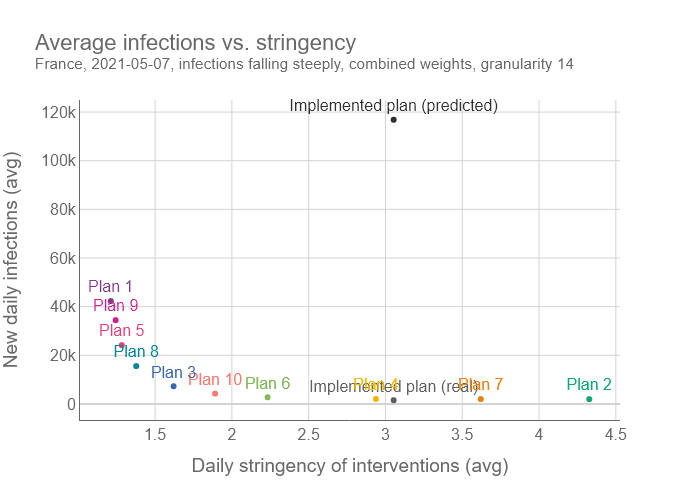 Average infections vs. stringency
France, 2021-05-07, infections falling steeply, combined weights, granularity 14
120k
100k
80k
60k
40k
20k
0
New daily infections (avg)
Implemented plan (predicted)
Plan 1
Plan 9
Plan 5
Plan 8
Plan 3
Plan 10
Plan 6
Implemented plan (real)
Plan 4
Plan 7
Plan 2
1.5
2
2.5
3
3.5
4
4.5
Daily stringency of interventions (avg)